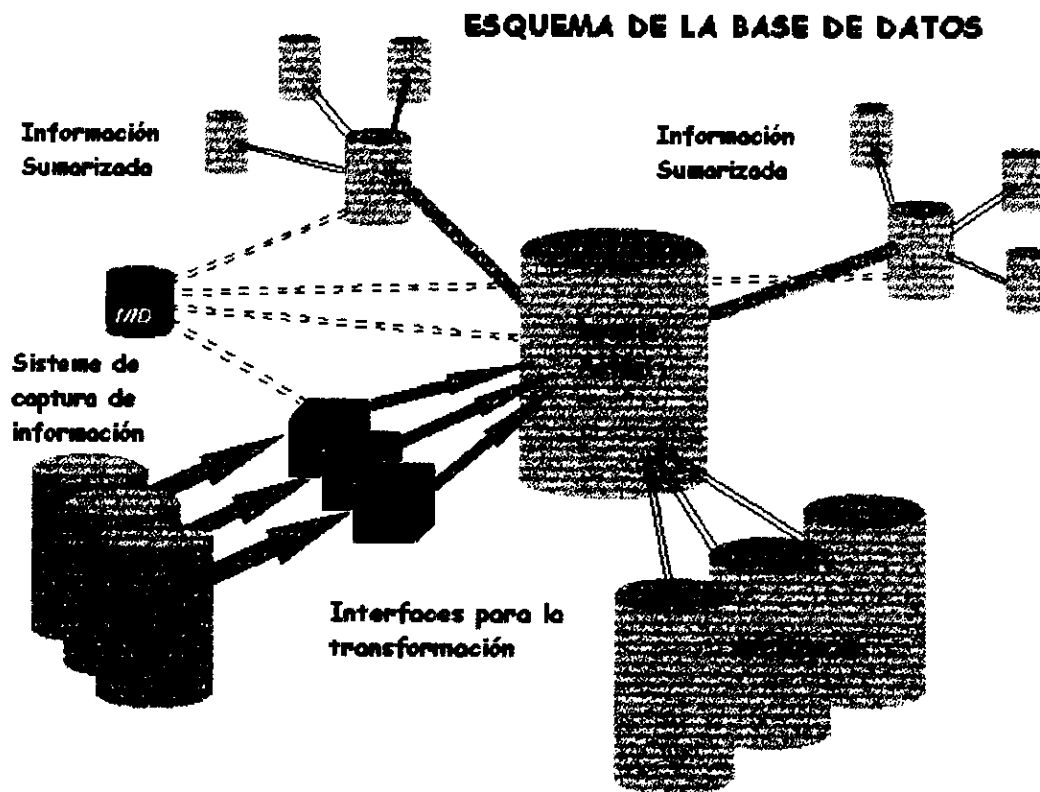 ESQUEMA DE LA BASE DE DATOS
Información
Sumarizada
Información
Sumarizada
MD
Sistema de
captura de
información
Interfaces para la
transformación